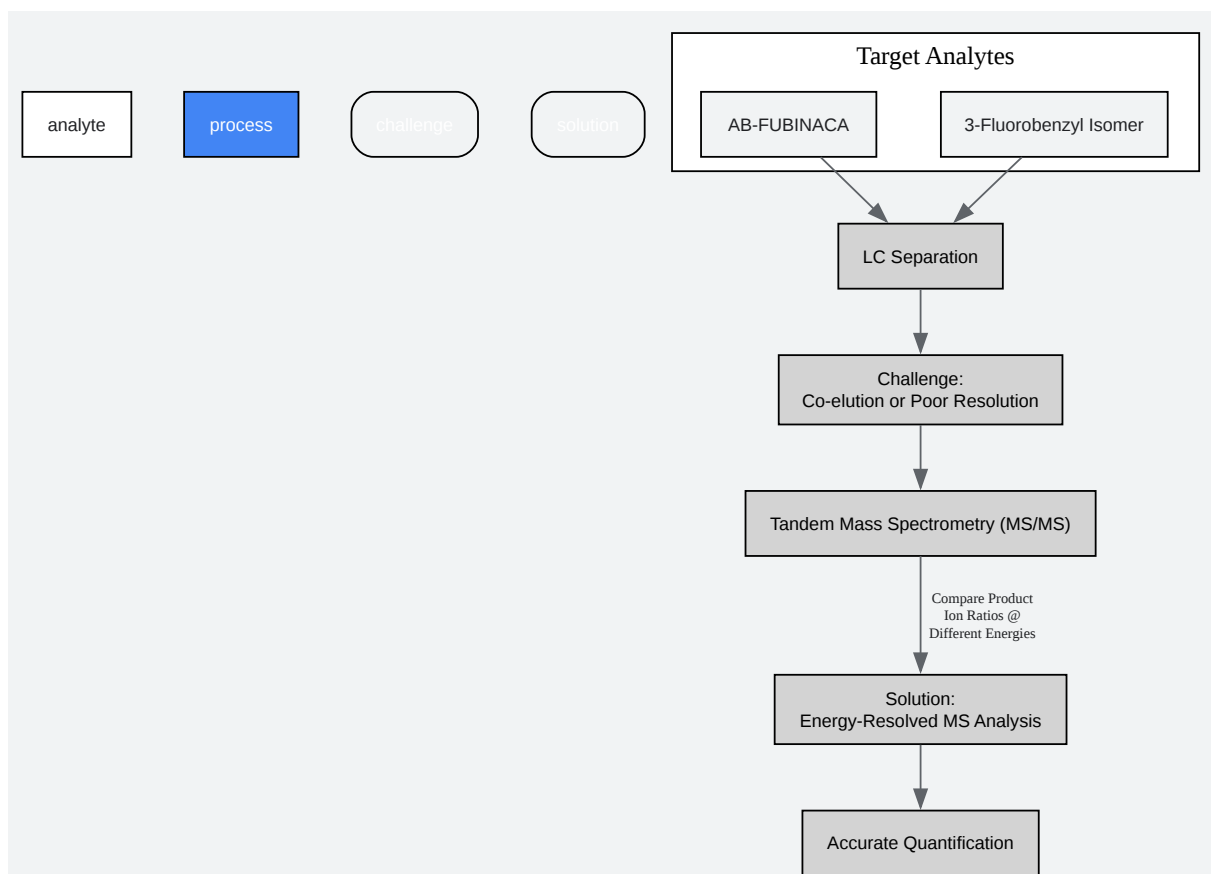 Target Analytes
analyte
process
challenge
solution
AB-FUBINACA
3-Fluorobenzyl Isomer
LC Separation
Challenge:
Co-elution or Poor Resolution
Tandem Mass Spectrometry (MS/MS)
Compare Product
Ion Ratios @
Different Energies
Solution:
Energy-Resolved MS Analysis
Accurate Quantification